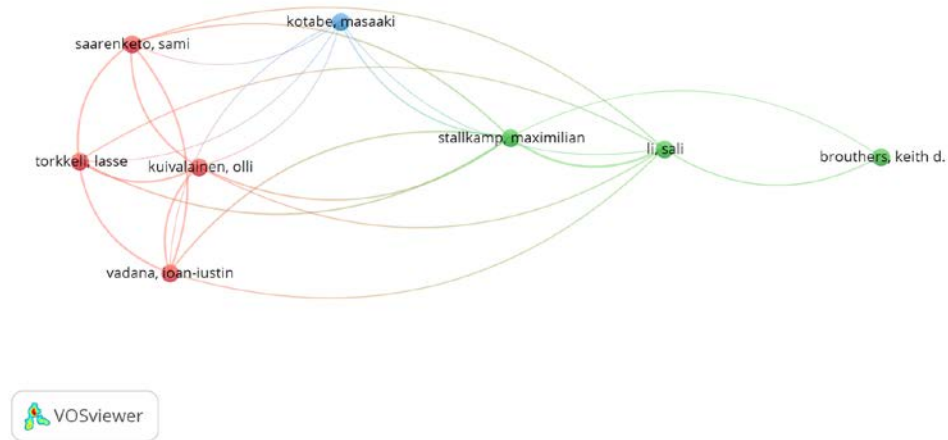 kotabe, masaaki
saarenketo, sami
stallkamp, maximilian
li, sali
brouthers, keith d.
torkkeli, lasse
kuivalainen, olli
vadana, ioan-iustin
VOSviewer